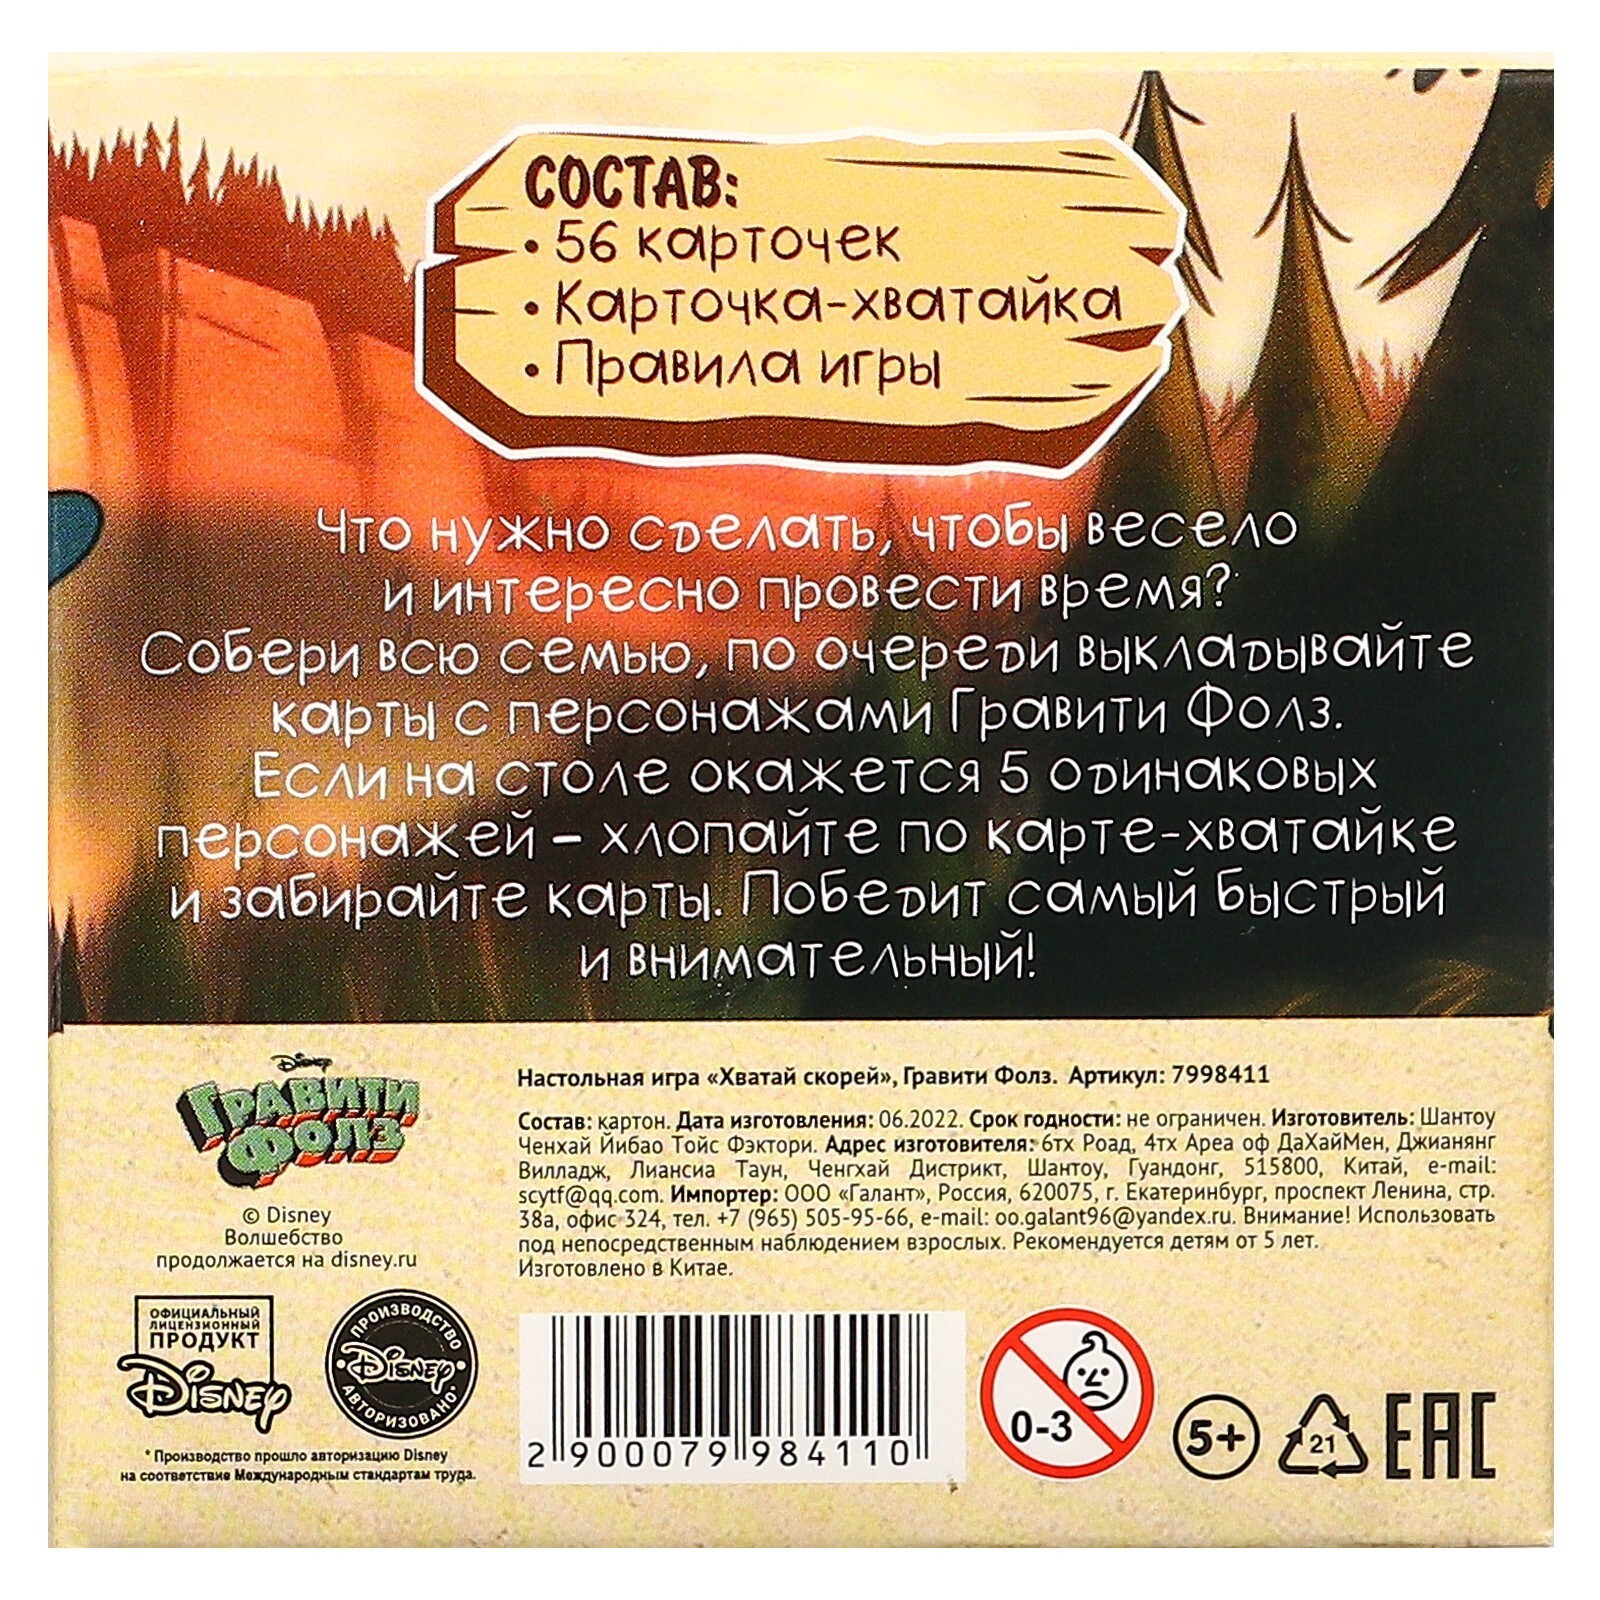 СОСТАВ:
• 56 карточек
• Карточка-хватайка
• Правила игры
Что нужно сделать, чтобы весело
и интересно провести время?
Собери всю семью, по очереди выкладывайте
карты с персонажами Гравити Фолз.
Если на столе окажется 5 одинаковых
персонажей – хлопайте по карте-хватайке
и забирайте карты. Победит самый быстрый
и внимательный!
Disney
ГРАВИТИ
ФОЛЗ
© Disney
Волшебство
продолжается на disney.ru
ОФИЦИАЛЬНЫЙ
ЛИЦЕНЗИОННЫЙ
ПРОДУКТ
Disney
ПРОИЗВОДСТВО
Disney
АВТОРИЗОВАНО*
* Производство прошло авторизацию Disney
на соответствие Международным стандартам труда.
Настольная игра «Хватай скорей», Гравити Фолз. Артикул: 7998411
Состав: картон. Дата изготовления: 06.2022. Срок годности: не ограничен. Изготовитель: Шантоу
Ченхай Йибао Тойс Фэктори. Адрес изготовителя: 6тх Роад, 4тх Ареа оф ДаХайМен, Джианянг
Вилладж, Лиансиа Таун, Ченгхай Дистрикт, Шантоу, Гуандонг, 515800, Китай, e-mail:
scytf@qq.com. Импортер: ООО «Галант», Россия, 620075, г. Екатеринбург, проспект Ленина, стр.
38а, офис 324, тел. +7 (965) 505-95-66, e-mail: oo.galant96@yandex.ru. Внимание! Использовать
под непосредственным наблюдением взрослых. Рекомендуется детям от 5 лет.
Изготовлено в Китае.
2 900079 984110
0-3
5+
21
EAC